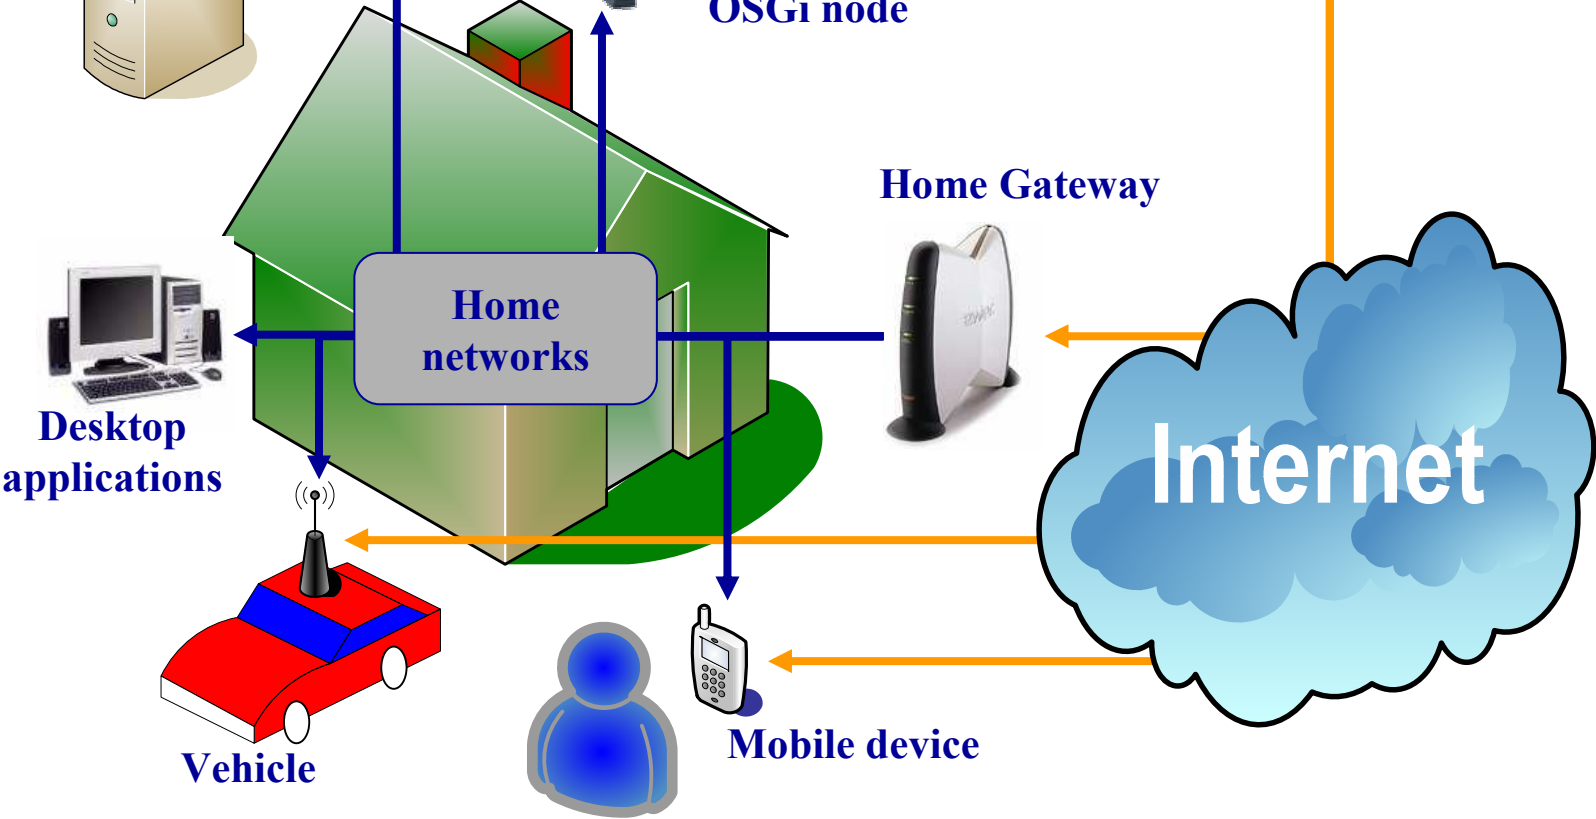 OSGi node
Home Gateway
Home
networks
Desktop
applications
Internet
Mobile device
Vehicle